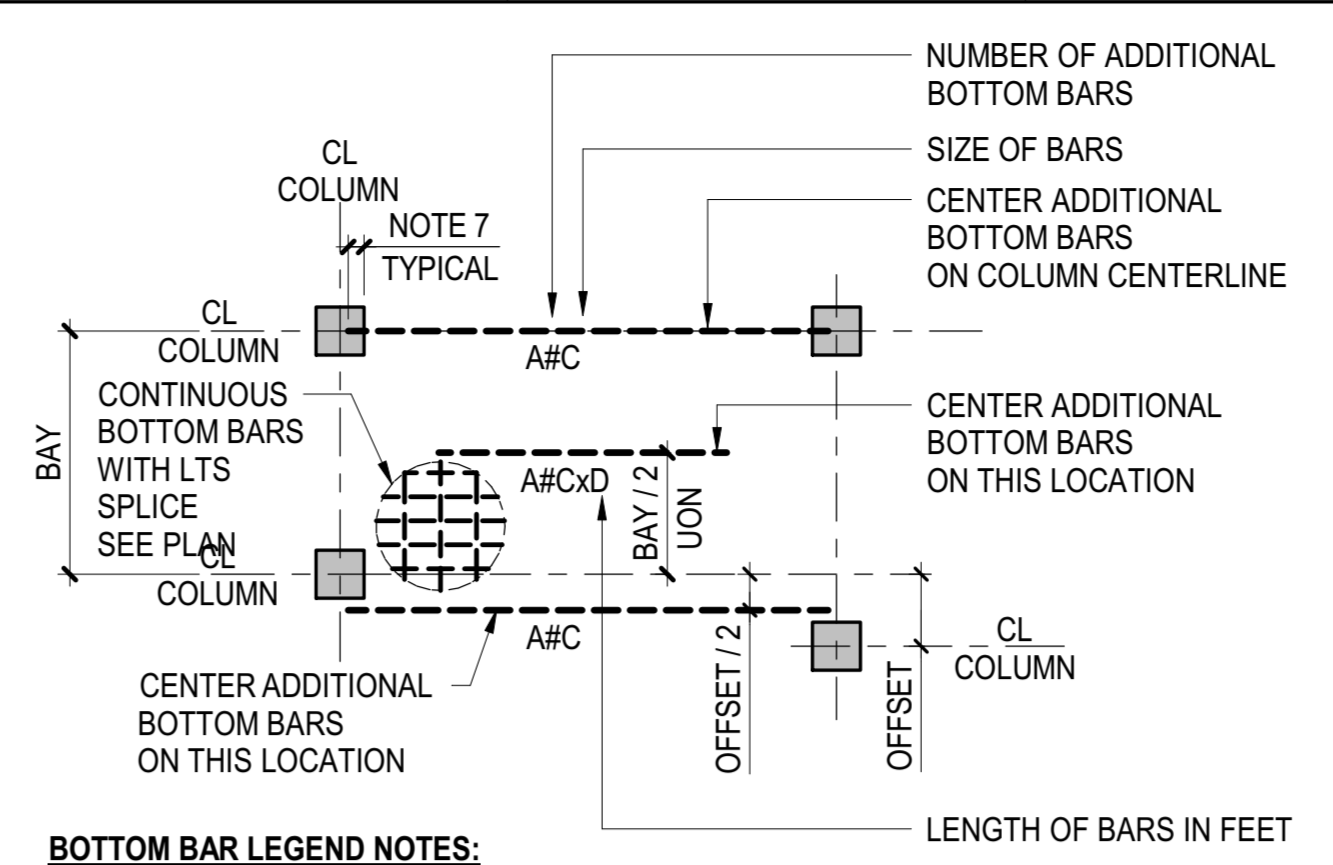 NUMBER OF ADDITIONAL
BOTTOM BARS
SIZE OF BARS
CL
COLUMN
CENTER ADDITIONAL
BOTTOM BARS
ON COLUMN CENTERLINE
NOTE 7
TYPICAL
CL
COLUMN
A#C
BAY
CONTINUOUS
BOTTOM BARS
WITH LTS
SPLICE
SEE PLAN
CENTER ADDITIONAL
BOTTOM BARS
ON THIS LOCATION
A#CxD
BAY / 2
UON
CL
COLUMN
A#C
OFFSET / 2
OFFSET
CL
COLUMN
CENTER ADDITIONAL
BOTTOM BARS
ON THIS LOCATION
LENGTH OF BARS IN FEET
BOTTOM BAR LEGEND NOTES: